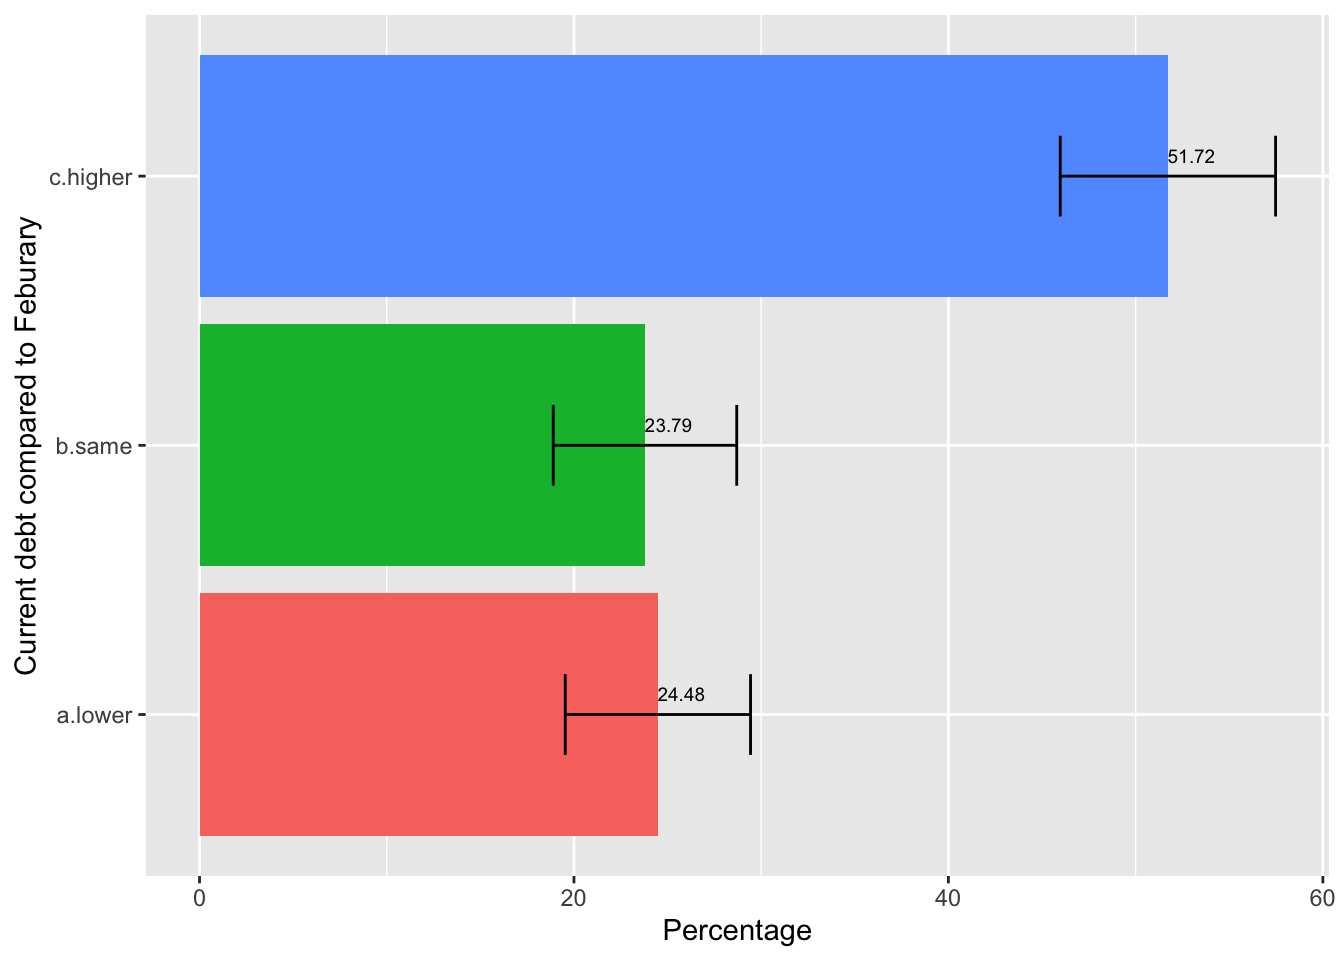 Current debt compared to Feburary
c.higher
51.72
b.same
23.79
a.lower
24.48
0
20
40
60
Percentage